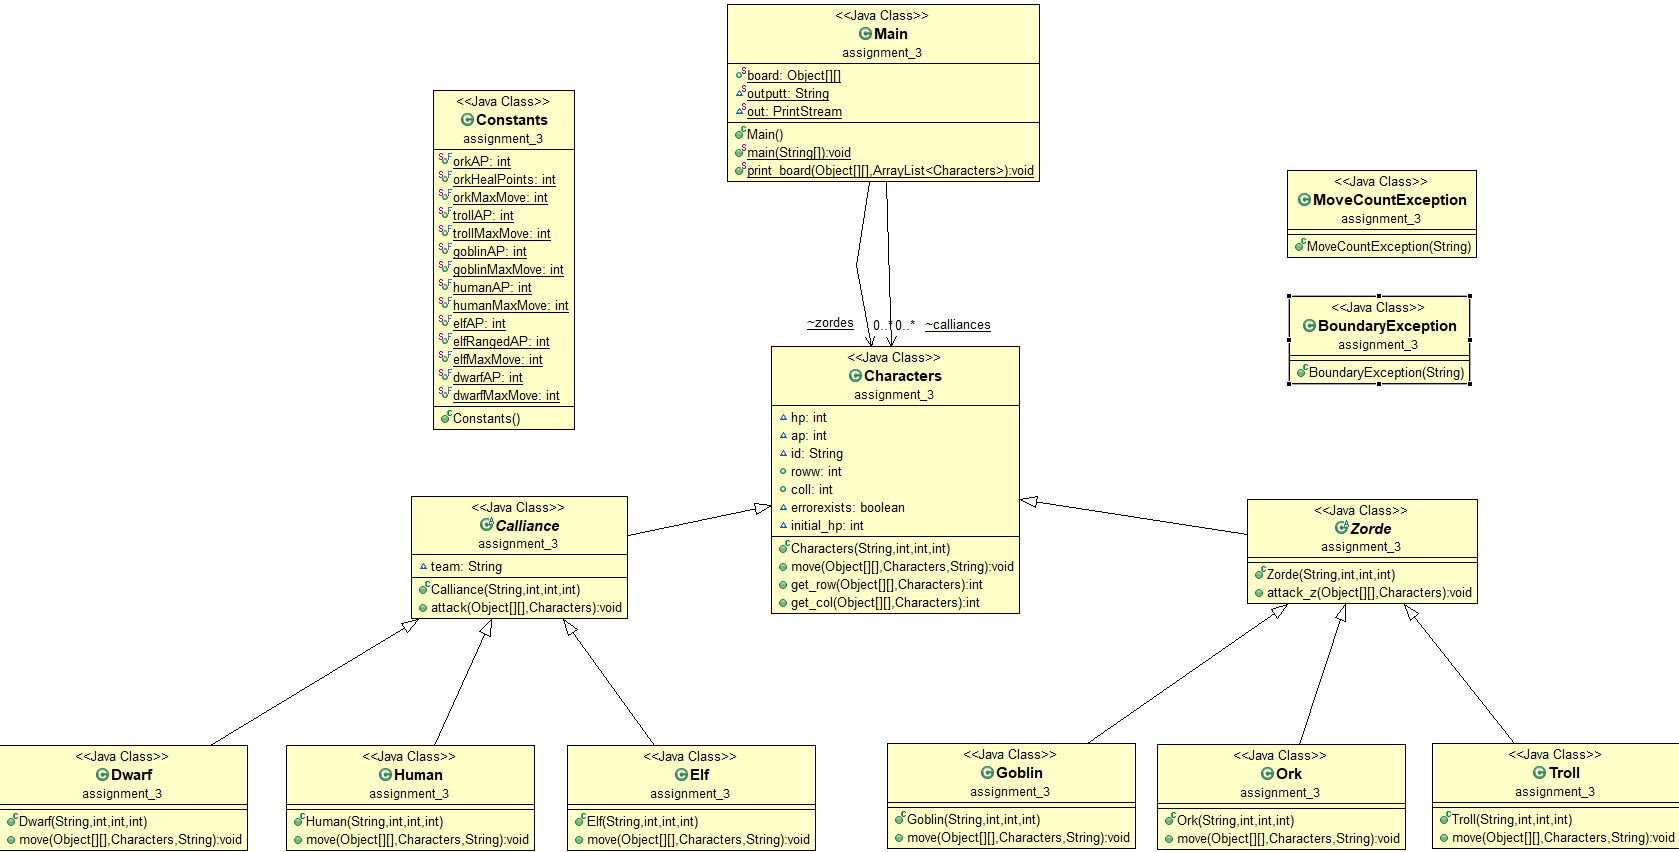 <<Java Class>>
Main
assignment_3
board: Object[][]
outputt: String
out: PrintStream
Main()
main(String[]):void
print_board(Object[][],ArrayList<Characters>):void
<<Java Class>>
Constants
assignment_3
orkAP: int
orkHealPoints: int
orkMaxMove: int
trollAP: int
trollMaxMove: int
goblinAP: int
goblinMaxMove: int
humanAP: int
humanMaxMove: int
elfAP: int
elfRangedAP: int
elfMaxMove: int
dwarfAP: int
dwarfMaxMove: int
Constants()
<<Java Class>>
MoveCountException
assignment_3
MoveCountException(String)
<<Java Class>>
BoundaryException
assignment_3
BoundaryException(String)
~zordes 0..* 0..* ~calliances
<<Java Class>>
Characters
assignment_3
hp: int
ap: int
id: String
roww: int
coll: int
errorexists: boolean
initial_hp: int
Characters(String,int,int,int)
move(Object[][],Characters,String):void
get_row(Object[][],Characters):int
get_col(Object[][],Characters):int
<<Java Class>>
Calliance
assignment_3
team: String
Calliance(String,int,int,int)
attack(Object[][],Characters):void
<<Java Class>>
Zorde
assignment_3
Zorde(String,int,int,int)
attack_z(Object[][],Characters):void
<<Java Class>>
Dwarf
assignment_3
Dwarf(String,int,int,int)
move(Object[][],Characters,String):void
<<Java Class>>
Human
assignment_3
Human(String,int,int,int)
move(Object[][],Characters,String):void
<<Java Class>>
Elf
assignment_3
Elf(String,int,int,int)
move(Object[][],Characters,String):void
<<Java Class>>
Goblin
assignment_3
Goblin(String,int,int,int)
move(Object[][],Characters,String):void
<<Java Class>>
Ork
assignment_3
Ork(String,int,int,int)
move(Object[][],Characters,String):void
<<Java Class>>
Troll
assignment_3
Troll(String,int,int,int)
move(Object[][],Characters,String):void